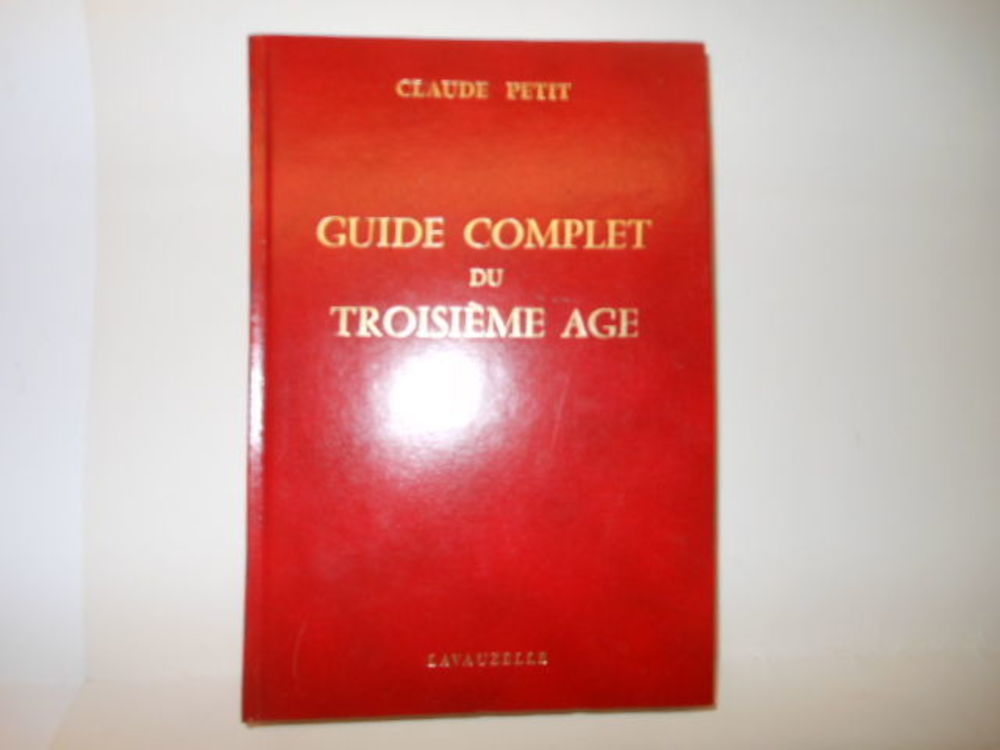 CLAUDE PETIT
GUIDE COMPLET
DU
TROISIÈME AGE
LAVAUZELLE